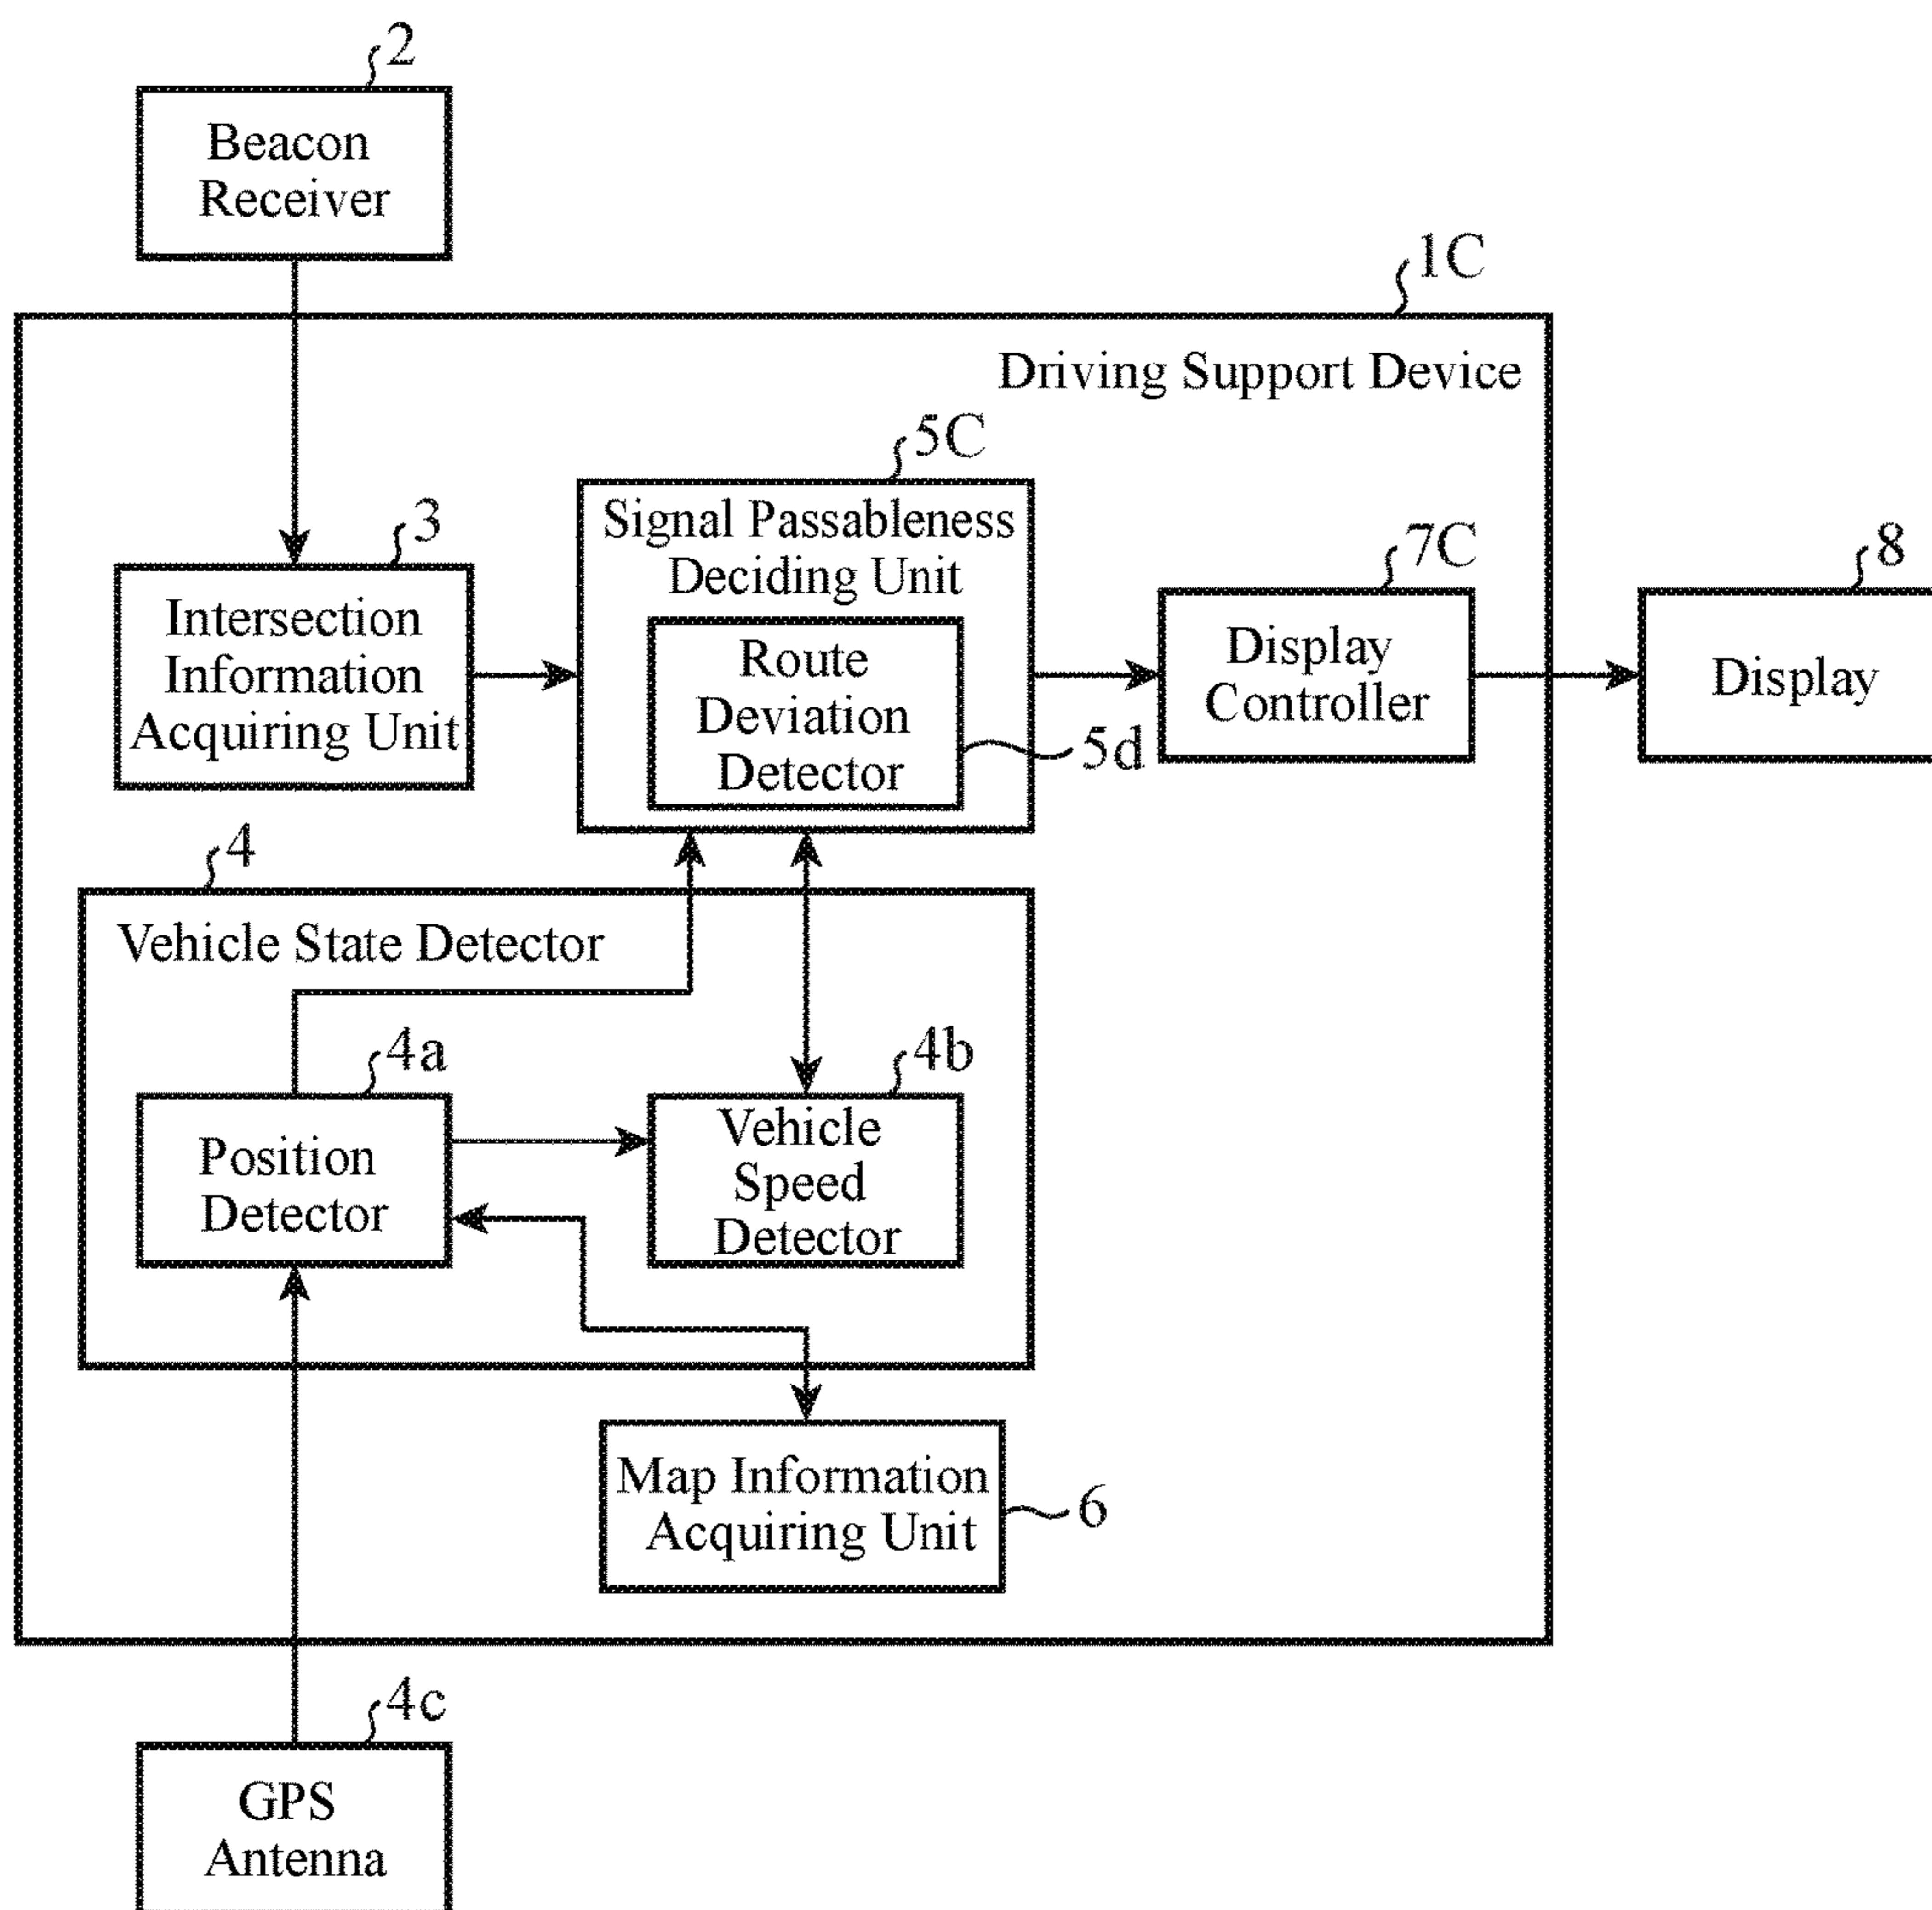 2
Beacon
Receiver
1C
Driving Support Device
5C
Signal Passableness
Deciding Unit
3
Intersection
Information
Acquiring Unit
Route
Deviation
Detector
5d
7C
Display
Controller
8
Display
4
Vehicle State Detector
4a
Position
Detector
4b
Vehicle
Speed
Detector
Map Information
Acquiring Unit
6
4c
GPS
Antenna